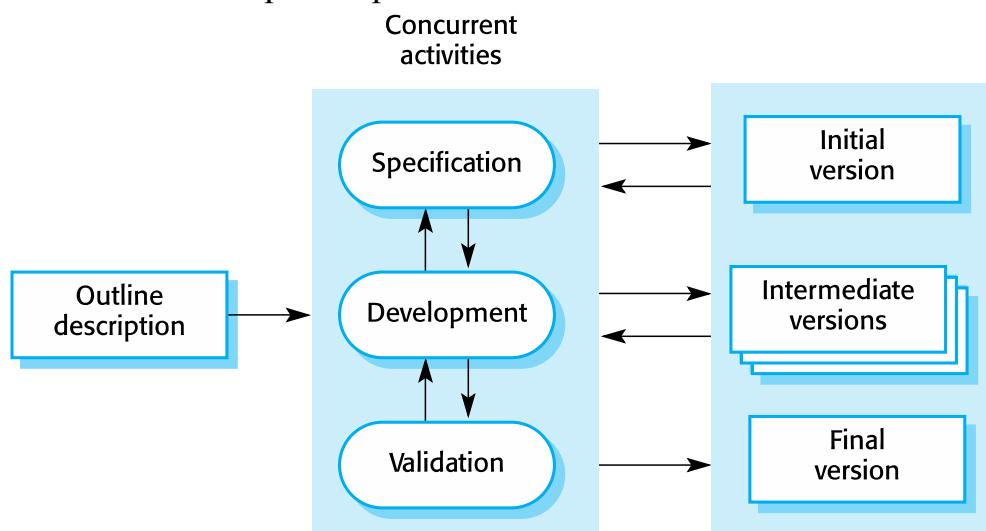 Concurrent
activities
Specification
Initial
version
Outline
description
Development
Intermediate
versions
Validation
Final
version